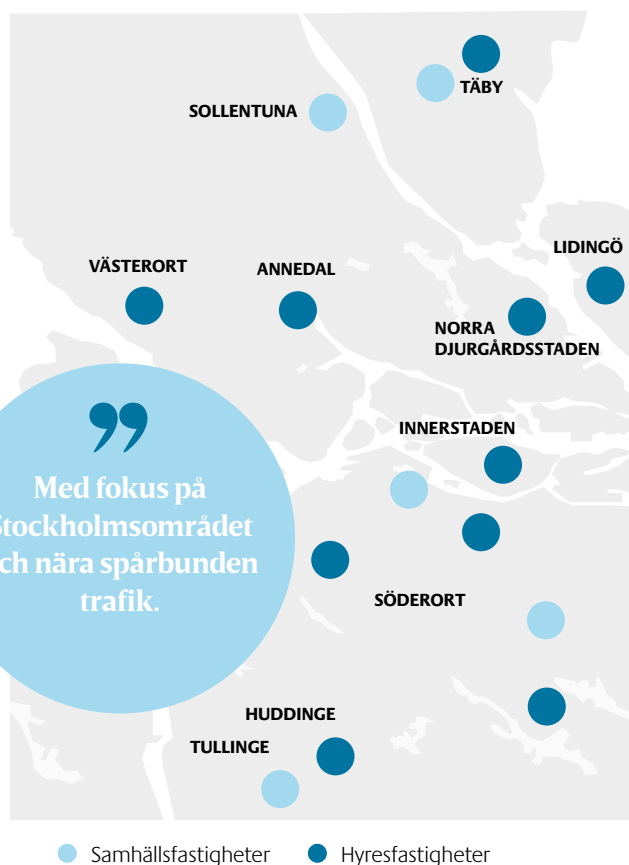 TÄBY
SOLLENTUNA
LIDINGÖ
VÄSTERORT
ANNEDAL
NORRA
DJURGÅRDSSTADEN
INNERSTADEN
”
Med fokus på
Stockholmsområdet
ch nära spårbunden
trafik.
SÖDERORT
HUDDINGE
TULLINGE
Samhällsfastigheter
Hyresfastigheter